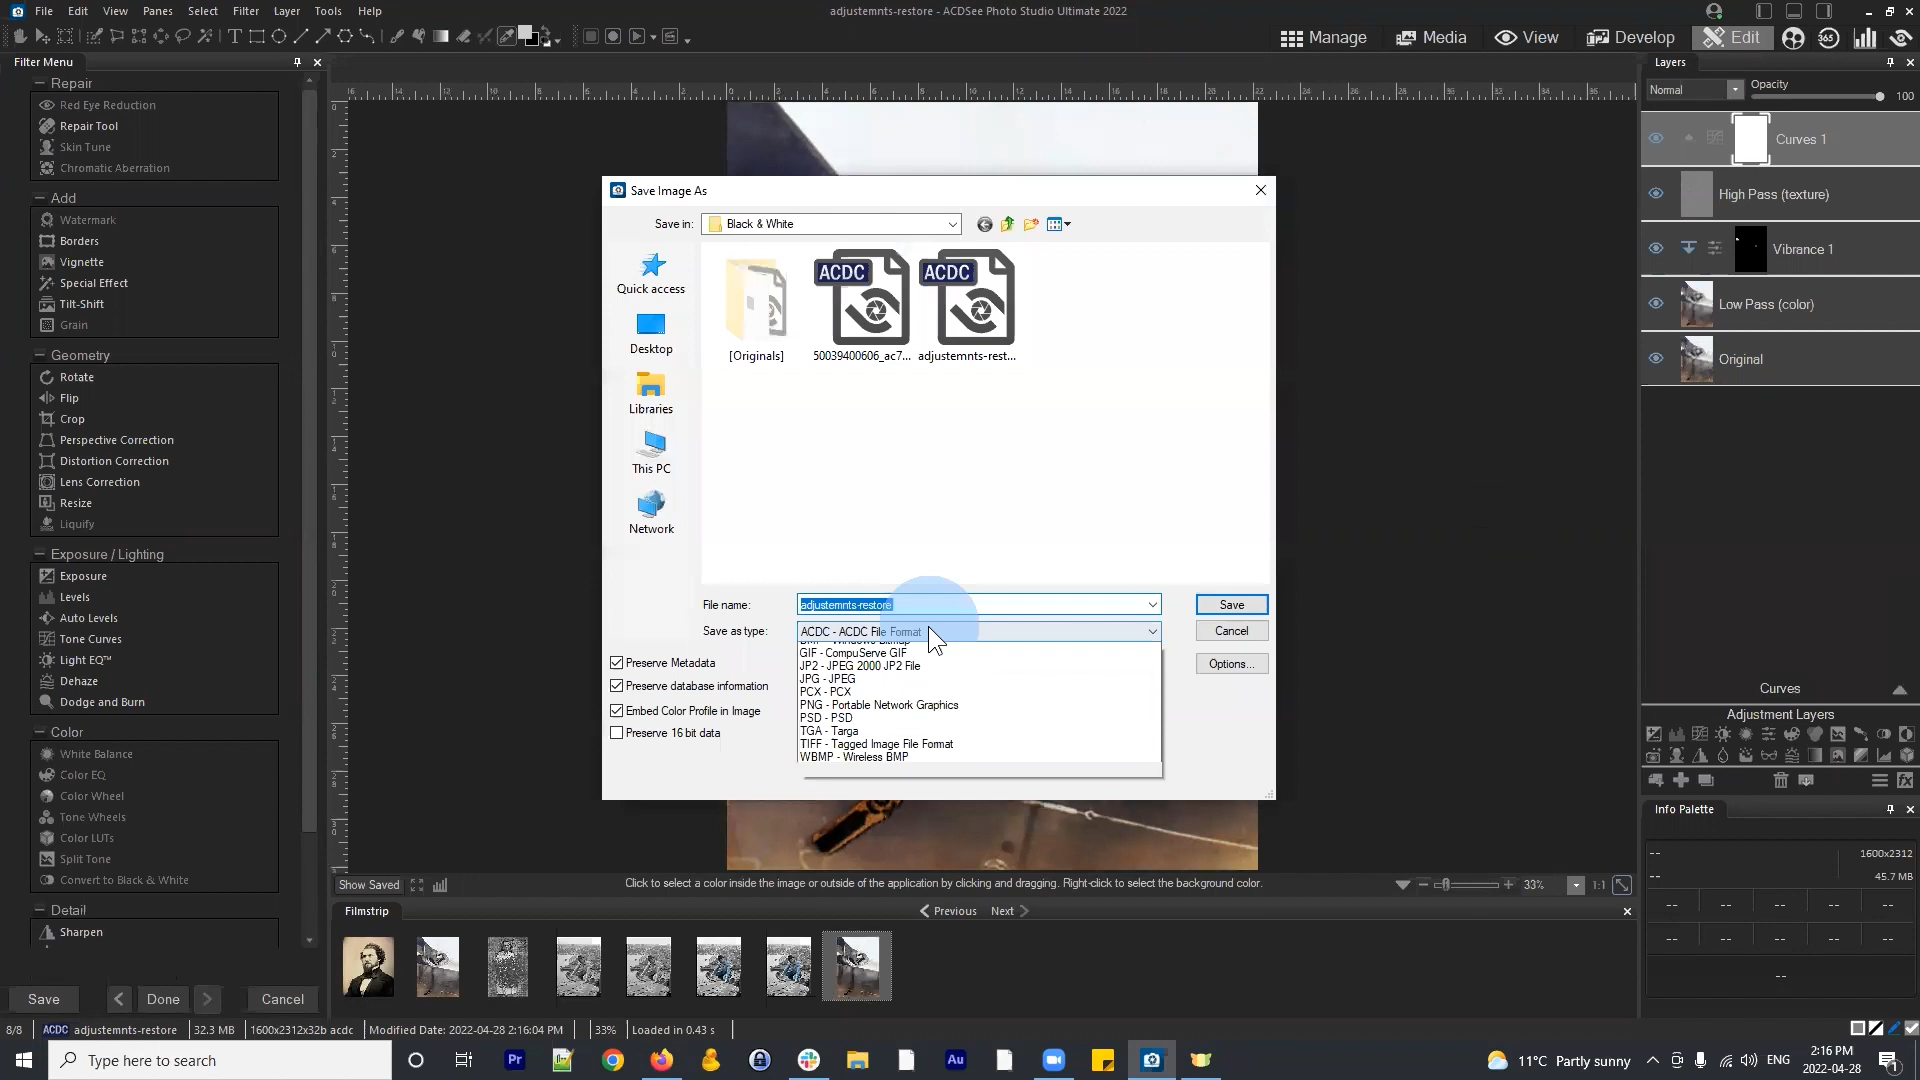 File Edit View Panes Select Filter Layer Tools Help
adjustemnts-restore - ACDSee Photo Studio Ultimate 2022
Manage Media View Develop Edit 365
Filter Menu
Repair
Red Eye Reduction
Repair Tool
Skin Tune
Chromatic Aberration
Add
Watermark
Borders
Vignette
Special Effect
Tilt-Shift
Grain
Geometry
Rotate
Flip
Crop
Perspective Correction
Distortion Correction
Lens Correction
Resize
Liquify
Exposure / Lighting
Exposure
Levels
Auto Levels
Tone Curves
Light EQ™
Dehaze
Dodge and Burn
Color
White Balance
Color EQ
Color Wheel
Tone Wheels
Color LUTs
Split Tone
Convert to Black & White
Detail
Sharpen
Save Done Cancel
Save Image As
Save in: Black & White
Quick access
Desktop
Libraries
This PC
Network
ACDC ACDC
[Originals] 50039400606_ac7... adjustemnts-rest...
File name: adjustemnts-restore Save
Save as type: ACDC - ACDC File Format Cancel
Options...
BMP - Windows Bitmap
GIF - CompuServe GIF
JP2 - JPEG 2000 JP2 File
JPG - JPEG
PCX - PCX
PNG - Portable Network Graphics
PSD - PSD
TGA - Targa
TIFF - Tagged Image File Format
WBMP - Wireless BMP
Preserve Metadata
Preserve database information
Embed Color Profile in Image
Preserve 16 bit data
Layers
Normal Opacity 100
Curves 1
High Pass (texture)
Vibrance 1
Low Pass (color)
Original
Curves
Adjustment Layers
Info Palette
-- 1600x2312
-- 45.7 MB
-- -- -- -- --
-- -- -- -- --
--
Show Saved
Click to select a color inside the image or outside of the application by clicking and dragging. Right-click to select the background color.
33% 1:1
Filmstrip Previous Next
8/8 ACDC adjustemnts-restore 32.3 MB 1600x2312x32b acdc Modified Date: 2022-04-28 2:16:04 PM 33% Loaded in 0.43 s
Type here to search
Pr Au
11°C Partly sunny ENG
2:16 PM
2022-04-28
1